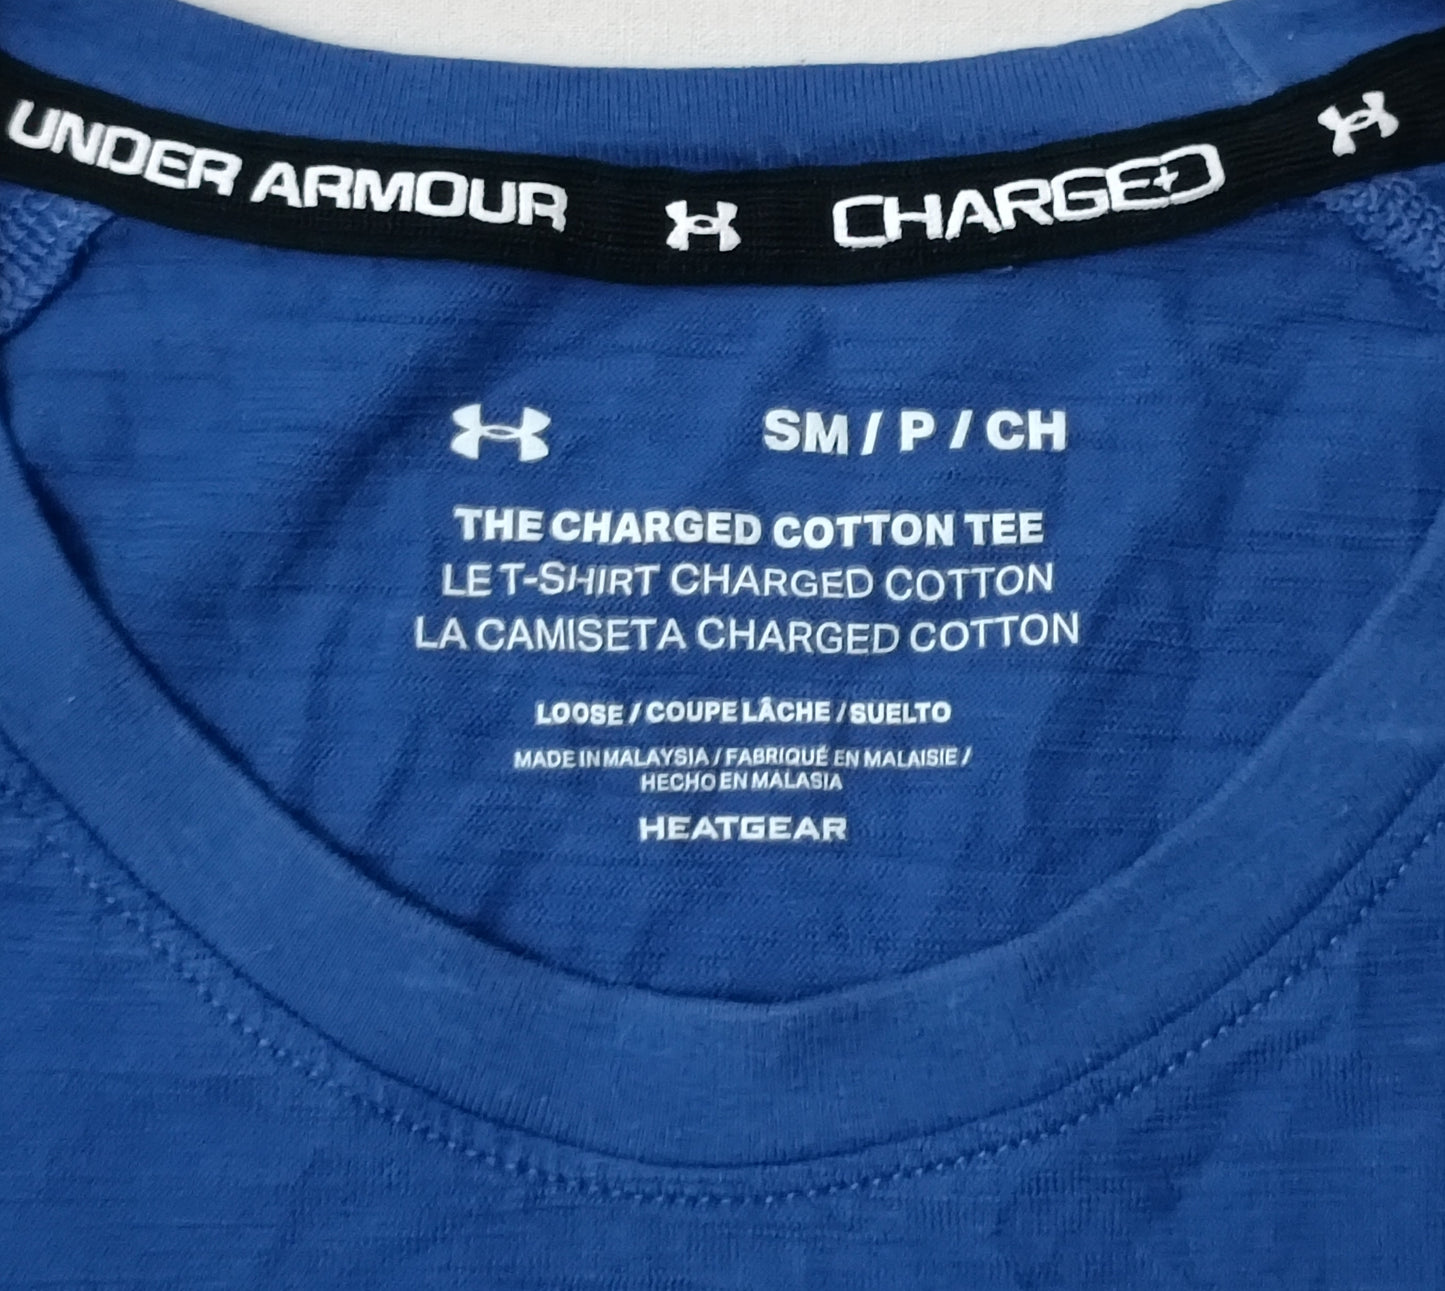 UNDER ARMOUR CHARGED
SM / P / CH
THE CHARGED COTTON TEE
LE T-SHIRT CHARGED COTTON
LA CAMISETA CHARGED COTTON
LOOSE / COUPE LÂCHE / SUELTO
MADE IN MALAYSIA / FABRIQUÉ EN MALAISIE /
HECHO EN MALASIA
HEATGEAR